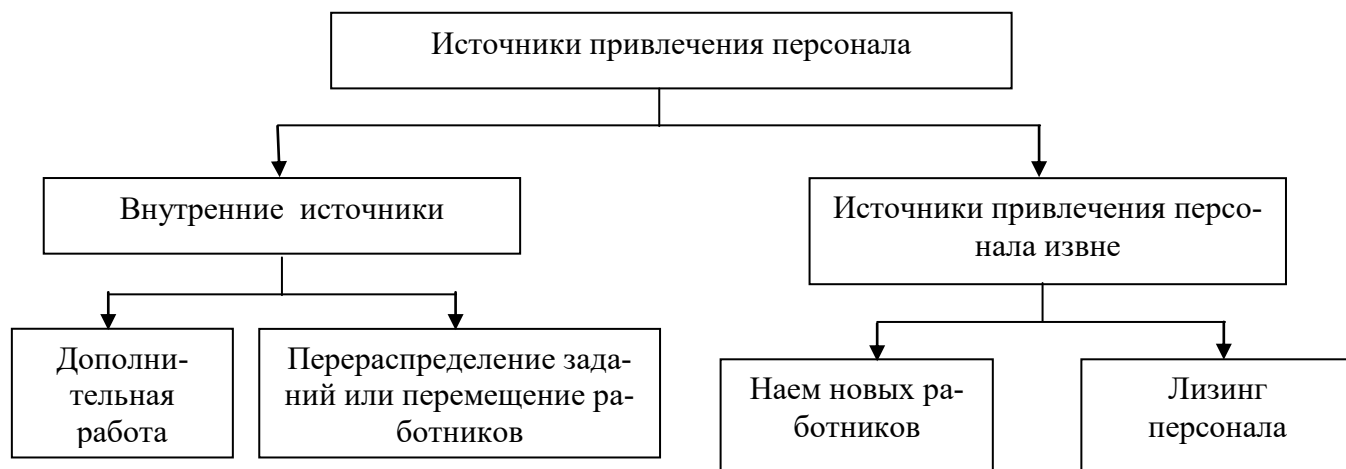 Источники привлечения персонала
Внутренние источники
Источники привлечения персо-
нала извне
Дополни-
тельная
работа
Перераспределение зада-
ний или перемещение ра-
ботников
Наем новых ра-
ботников
Лизинг
персонала